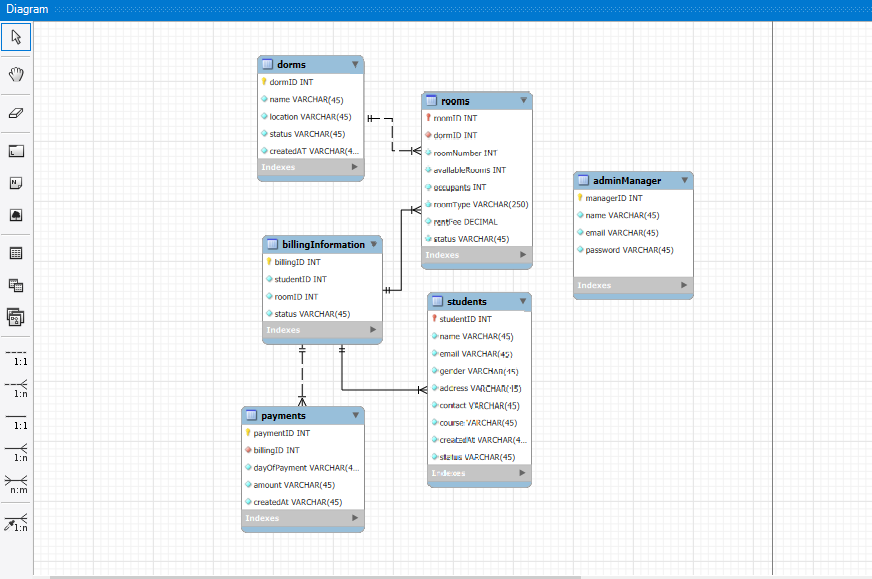 Diagram
dorms
dormID INT
name VARCHAR(45)
location VARCHAR(45)
status VARCHAR(45)
createdAT VARCHAR(4...
Indexes
rooms
roomID INT
dormID INT
roomNumber INT
availableRooms INT
occupants INT
roomType VARCHAR(250)
rentFee DECIMAL
status VARCHAR(45)
Indexes
adminManager
managerID INT
name VARCHAR(45)
email VARCHAR(45)
password VARCHAR(45)
Indexes
billingInformation
billingID INT
studentID INT
roomID INT
status VARCHAR(45)
Indexes
students
studentID INT
name VARCHAR(45)
email VARCHAR(45)
gender VARCHAR(45)
address VARCHAR(45)
contact VARCHAR(45)
course VARCHAR(45)
createdAt VARCHAR(4...
status VARCHAR(45)
Indexes
payments
paymentID INT
billingID INT
dayOfPayment VARCHAR(4...
amount VARCHAR(45)
createdAt VARCHAR(45)
Indexes
1:1
1:n
1:1
1:n
n:m
1:n